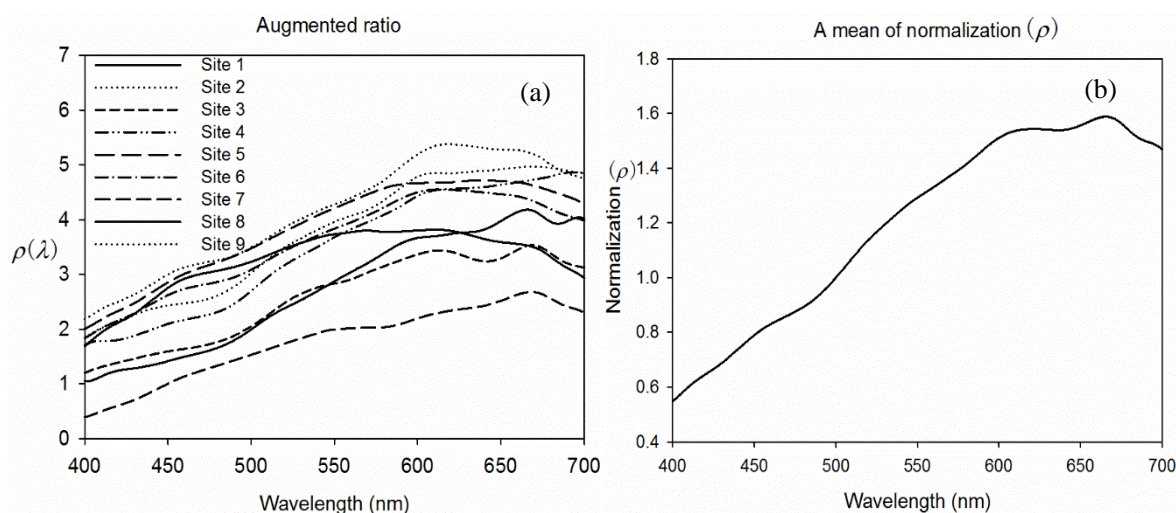 Augmented ratio
(a)
7
6
5
4
3
2
1
0
Site 1
Site 2
Site 3
Site 4
Site 5
Site 6
Site 7
Site 8
Site 9
ρ(λ)
400 450 500 550 600 650 700
Wavelength (nm)
A mean of normalization (ρ)
(b)
1.8
1.6
1.4
1.2
1.0
0.8
0.6
0.4
Normalization (ρ)
400 450 500 550 600 650 700
Wavelength (nm)